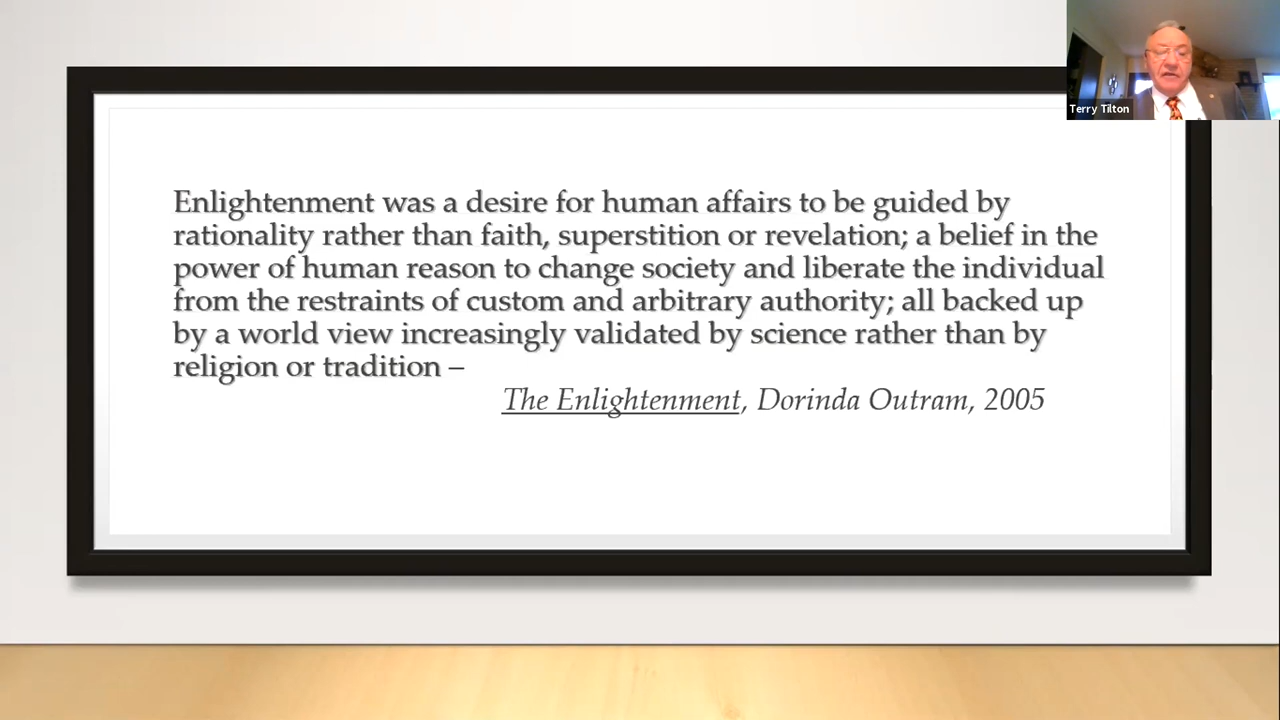 Terry Tilton
Enlightenment was a desire for human affairs to be guided by
rationality rather than faith, superstition or revelation; a belief in the
power of human reason to change society and liberate the individual
from the restraints of custom and arbitrary authority; all backed up
by a world view increasingly validated by science rather than by
religion or tradition –
The Enlightenment, Dorinda Outram, 2005